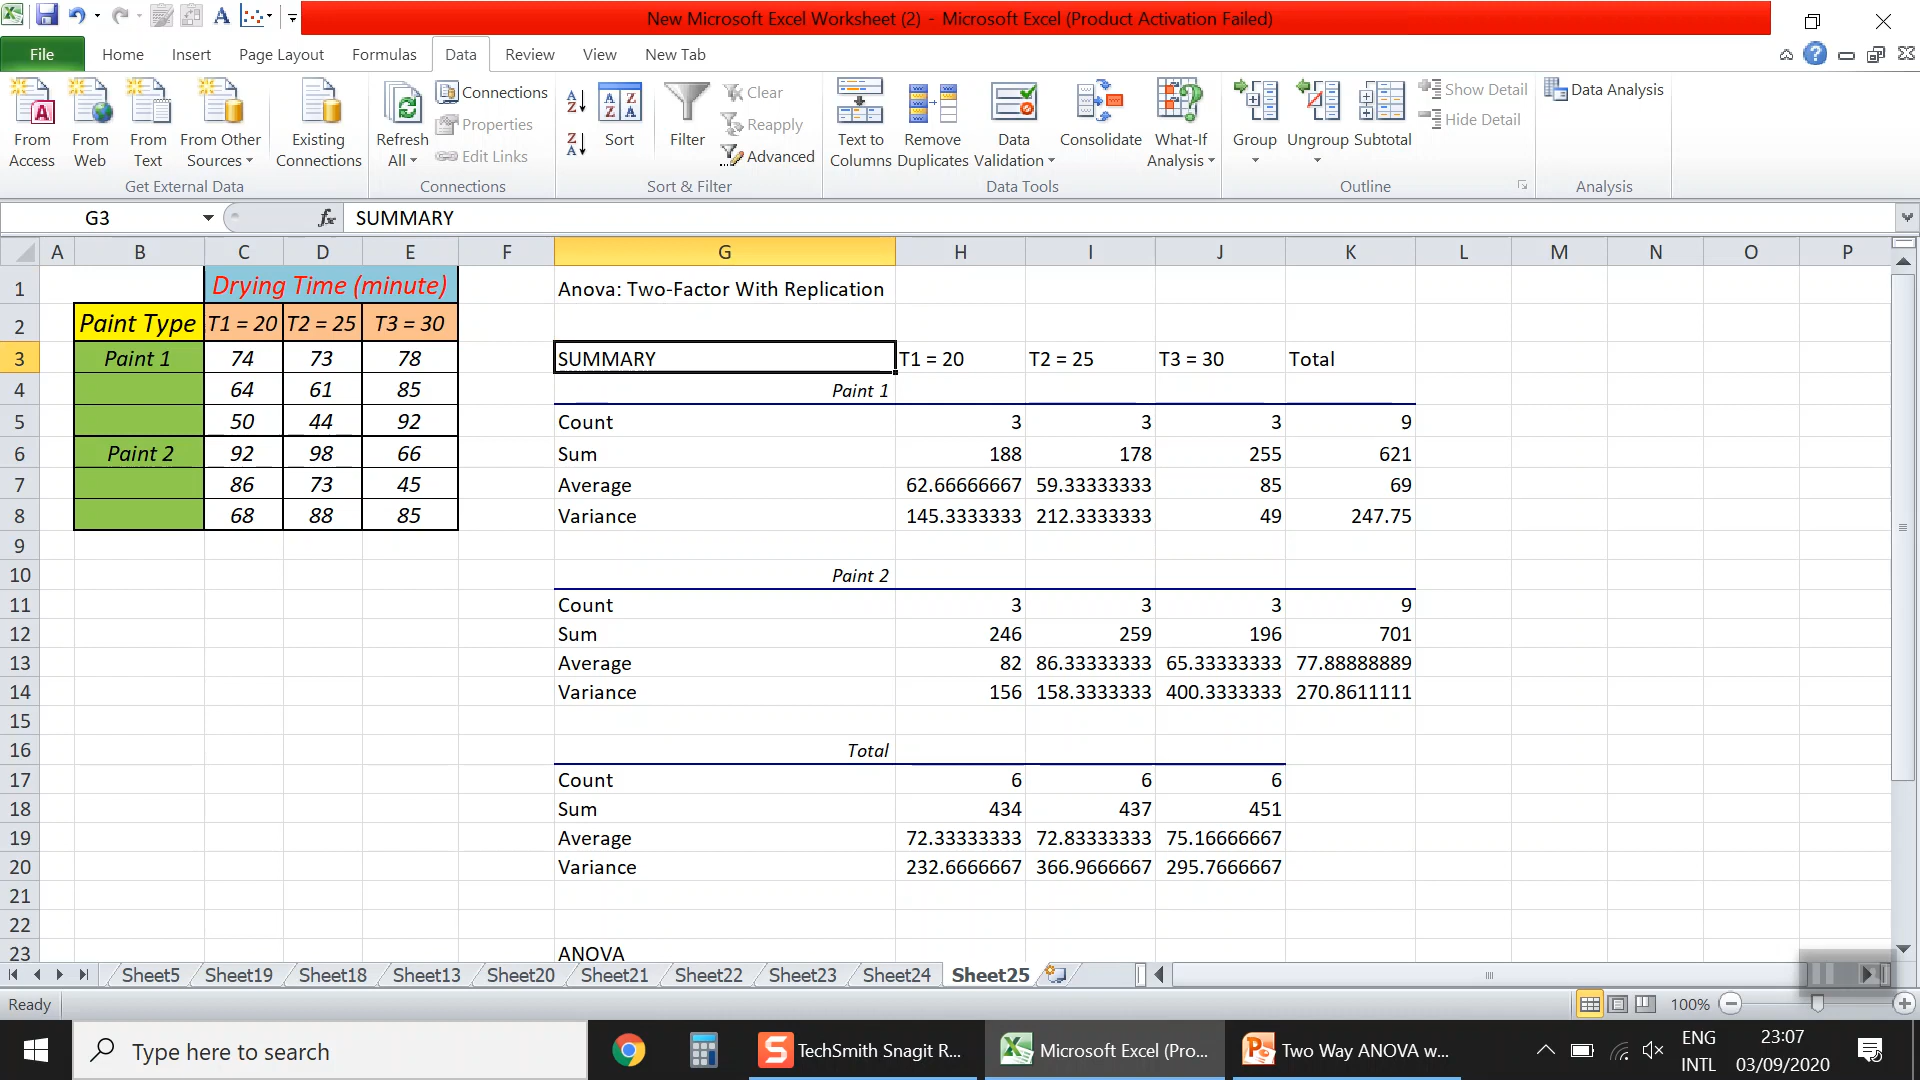 New Microsoft Excel Worksheet (2) - Microsoft Excel (Product Activation Failed)
File Home Insert Page Layout Formulas Data Review View New Tab
From Access From Web From Text From Other Sources Existing Connections Refresh All Connections Properties Edit Links Sort Filter Clear Reapply Advanced Text to Columns Remove Duplicates Data Validation Consolidate What-If Analysis Group Ungroup Subtotal Show Detail Hide Detail Data Analysis
Get External Data Connections Sort & Filter Data Tools Outline Analysis
G3 fx SUMMARY
A B C D E F G H I J K L M N O P
1 Drying Time (minute) Anova: Two-Factor With Replication
2 Paint Type T1 = 20 T2 = 25 T3 = 30
3 Paint 1 74 73 78 SUMMARY T1 = 20 T2 = 25 T3 = 30 Total
4 64 61 85 Paint 1
5 50 44 92 Count 3 3 3 9
6 Paint 2 92 98 66 Sum 188 178 255 621
7 86 73 45 Average 62.66666667 59.33333333 85 69
8 68 88 85 Variance 145.3333333 212.3333333 49 247.75
9
10 Paint 2
11 Count 3 3 3 9
12 Sum 246 259 196 701
13 Average 82 86.33333333 65.33333333 77.88888889
14 Variance 156 158.3333333 400.3333333 270.8611111
15
16 Total
17 Count 6 6 6
18 Sum 434 437 451
19 Average 72.33333333 72.83333333 75.16666667
20 Variance 232.6666667 366.9666667 295.7666667
21
22
23 ANOVA
Sheet5 Sheet19 Sheet18 Sheet13 Sheet20 Sheet21 Sheet22 Sheet23 Sheet24 Sheet25
Ready 100%
Type here to search TechSmith Snagit R... Microsoft Excel (Pro... Two Way ANOVA w... ENG 23:07
INTL 03/09/2020